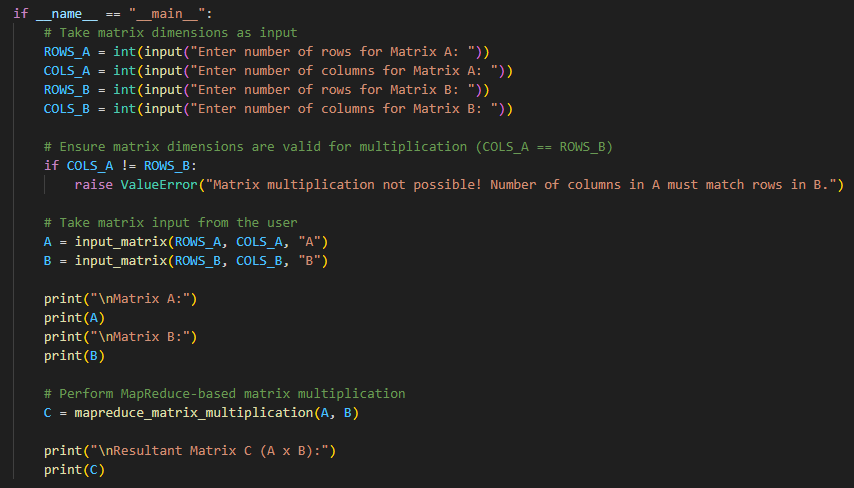 if __name__ == "__main__":
    # Take matrix dimensions as input
    ROWS_A = int(input("Enter number of rows for Matrix A: "))
    COLS_A = int(input("Enter number of columns for Matrix A: "))
    ROWS_B = int(input("Enter number of rows for Matrix B: "))
    COLS_B = int(input("Enter number of columns for Matrix B: "))

    # Ensure matrix dimensions are valid for multiplication (COLS_A == ROWS_B)
    if COLS_A != ROWS_B:
        raise ValueError("Matrix multiplication not possible! Number of columns in A must match rows in B.")

    # Take matrix input from the user
    A = input_matrix(ROWS_A, COLS_A, "A")
    B = input_matrix(ROWS_B, COLS_B, "B")

    print("\nMatrix A:")
    print(A)
    print("\nMatrix B:")
    print(B)

    # Perform MapReduce-based matrix multiplication
    C = mapreduce_matrix_multiplication(A, B)

    print("\nResultant Matrix C (A x B):")
    print(C)